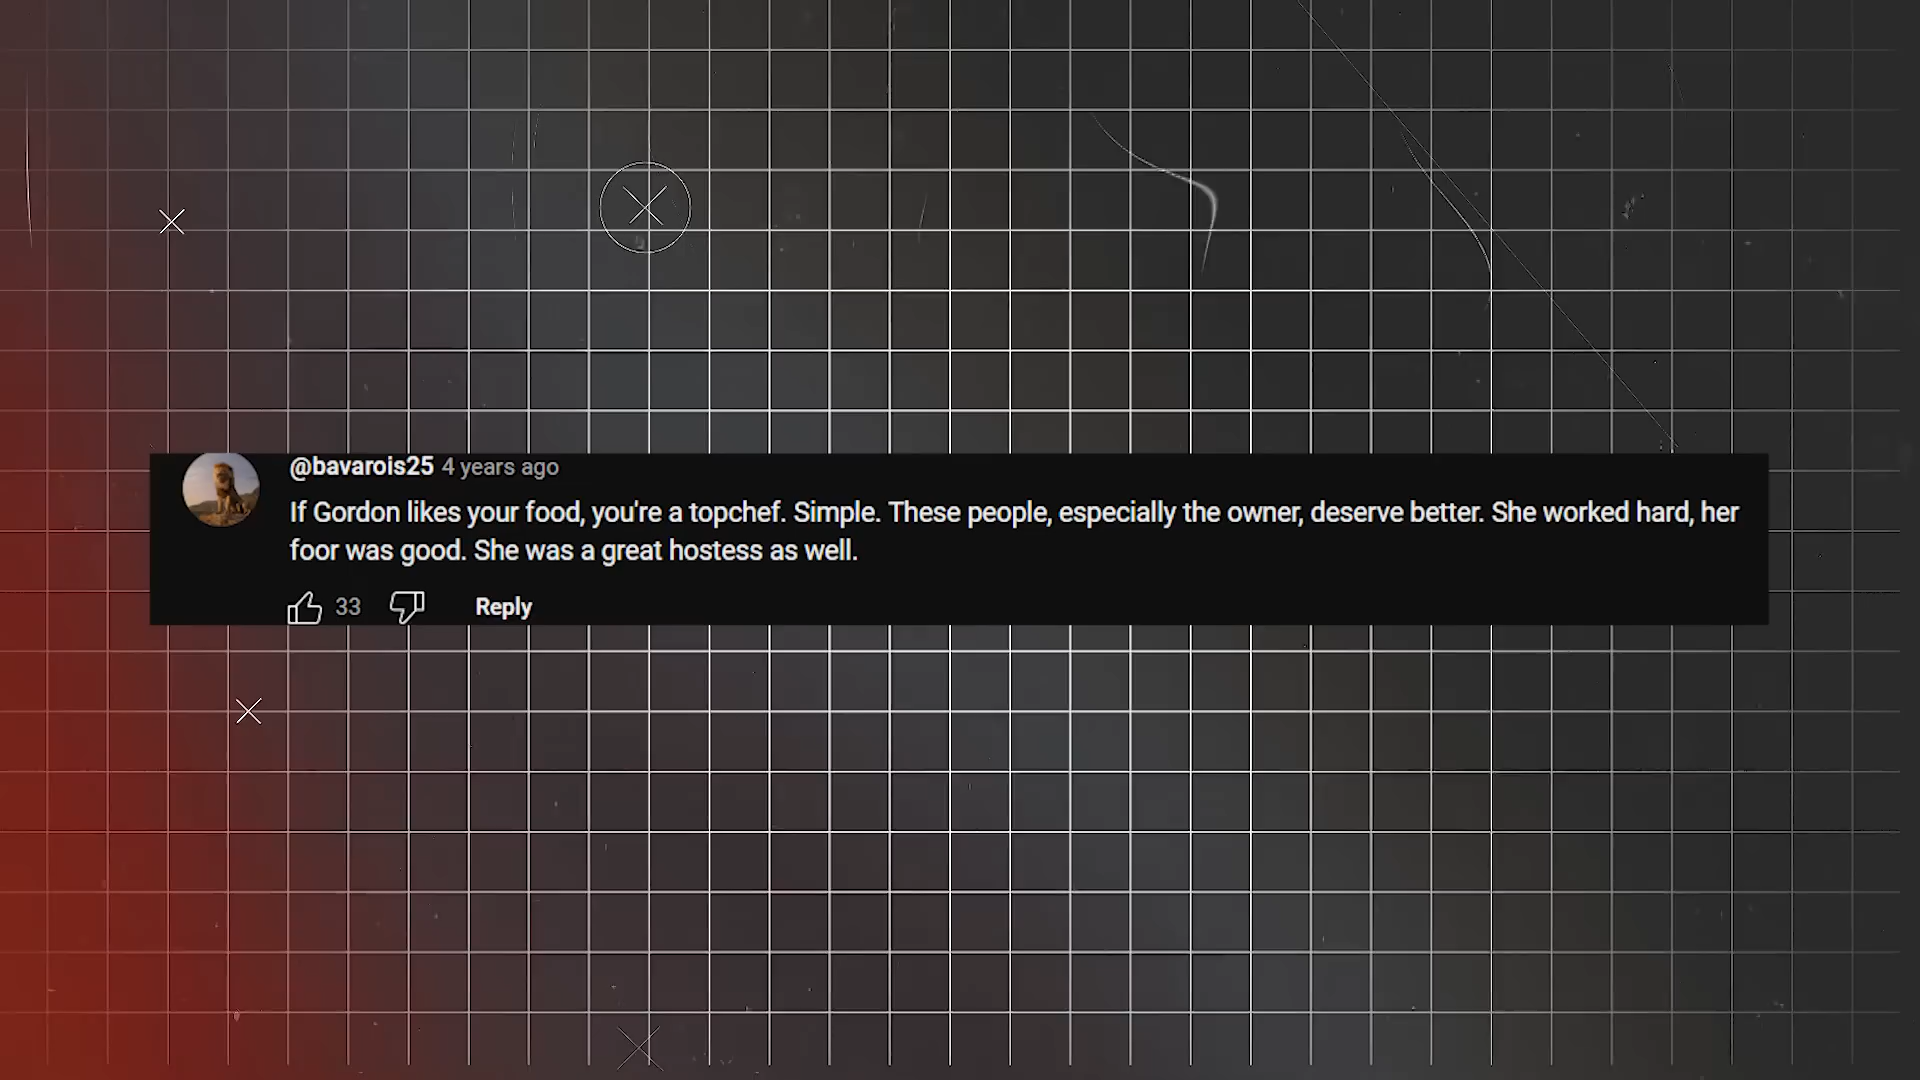 @bavarois25 4 years ago
If Gordon likes your food, you're a topchef. Simple. These people, especially the owner, deserve better. She worked hard, her
foor was good. She was a great hostess as well.
33 Reply